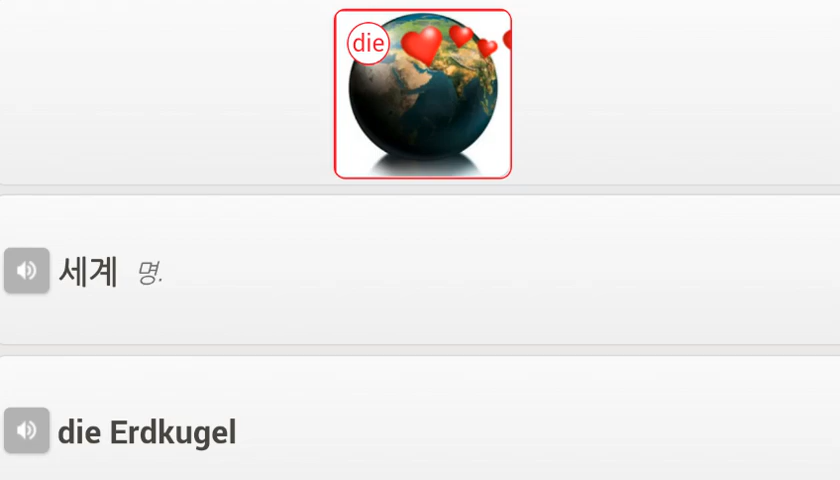 die
세계 명.
die Erdkugel